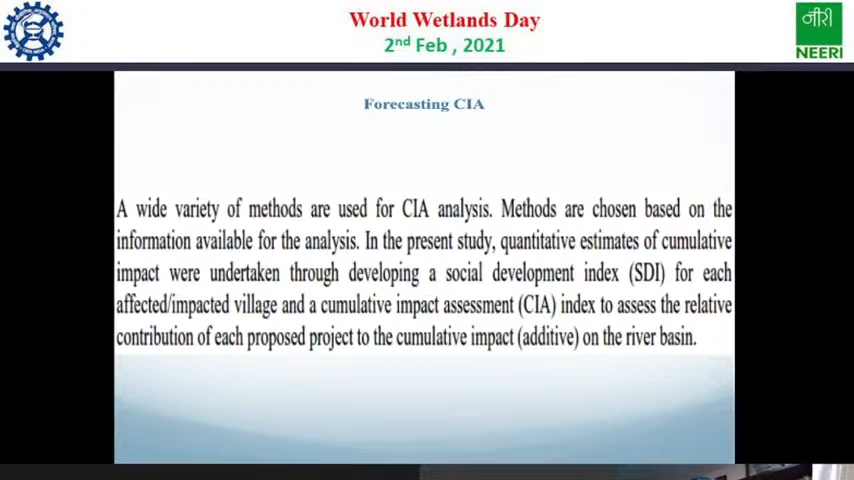 World Wetlands Day
2nd Feb , 2021
नीरी
NEERI
Forecasting CIA
A wide variety of methods are used for CIA analysis. Methods are chosen based on the
information available for the analysis. In the present study, quantitative estimates of cumulative
impact were undertaken through developing a social development index (SDI) for each
affected/impacted village and a cumulative impact assessment (CIA) index to assess the relative
contribution of each proposed project to the cumulative impact (additive) on the river basin.